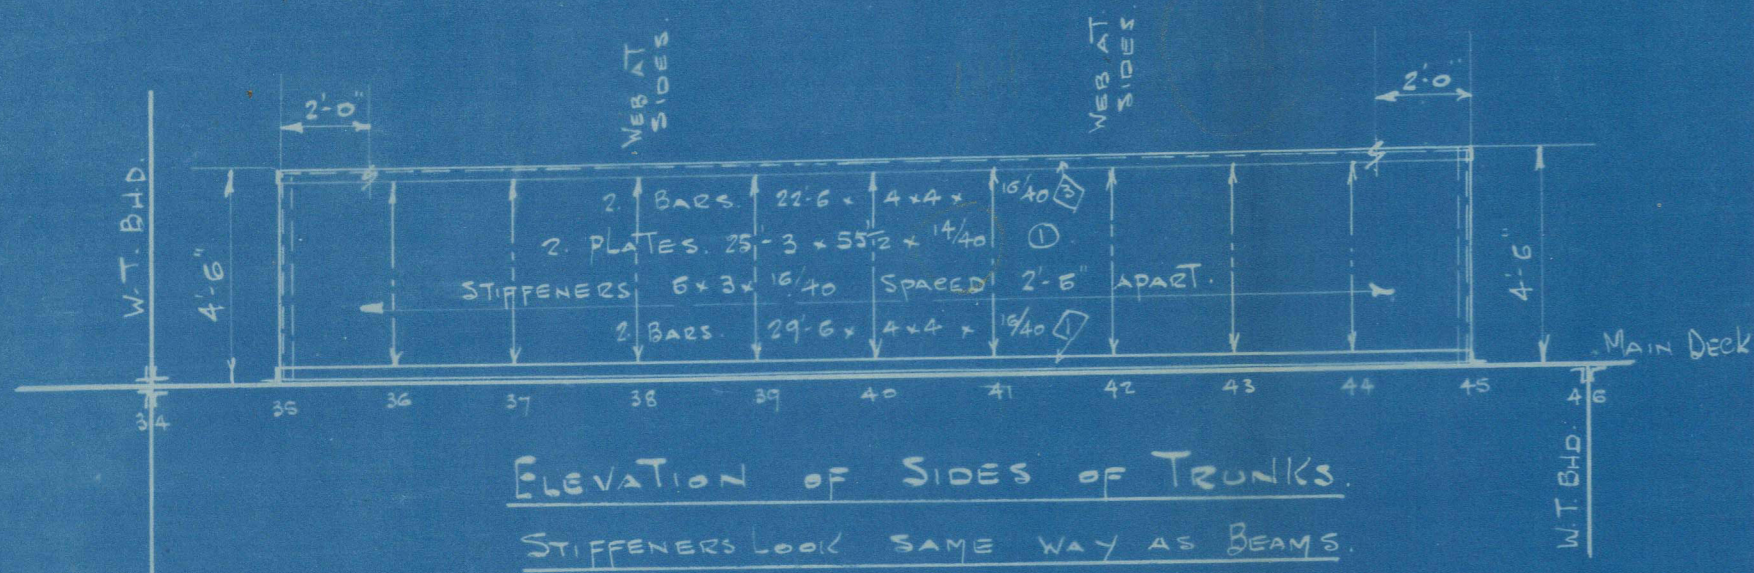 WEB AT
SIDES.
WEB AT
SIDES.
2'-0"
2'-0"
W.T. BHD.
4'-6"
2. BARS. 22'-6 x 4 x 4 x 16/40 3
2. PLATES. 25'-3 x 55 1/2 x 14/40 1
STIFFENERS 6 x 3 x 16/40 SPACED 2'-6" APART.
2. BARS. 29'-6 x 4 x 4 x 16/40 1
4'-6"
MAIN DECK
34 35 36 37 38 39 40 41 42 43 44 45 46
W.T. BHD.
ELEVATION OF SIDES OF TRUNKS.
STIFFENERS LOOK SAME WAY AS BEAMS.